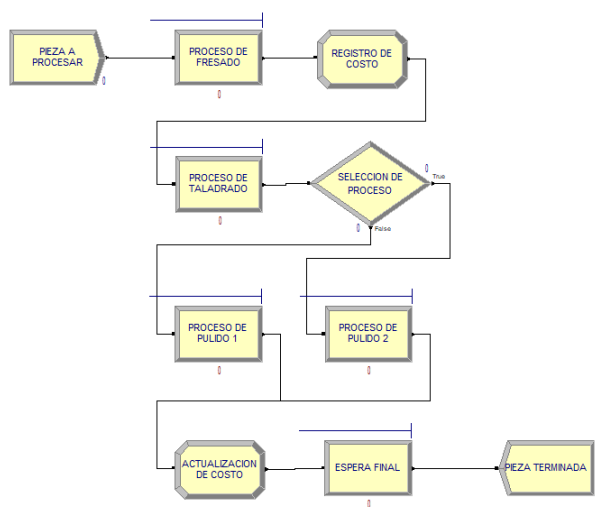 PIEZA A
PROCESAR
0
PROCESO DE
FRESADO
0
REGISTRO DE
COSTO
PROCESO DE
TALADRADO
0
SELECCION DE
PROCESO
0
True
0
False
PROCESO DE
PULIDO 1
0
PROCESO DE
PULIDO 2
0
ACTUALIZACION
DE COSTO
ESPERA FINAL
0
PIEZA TERMINADA